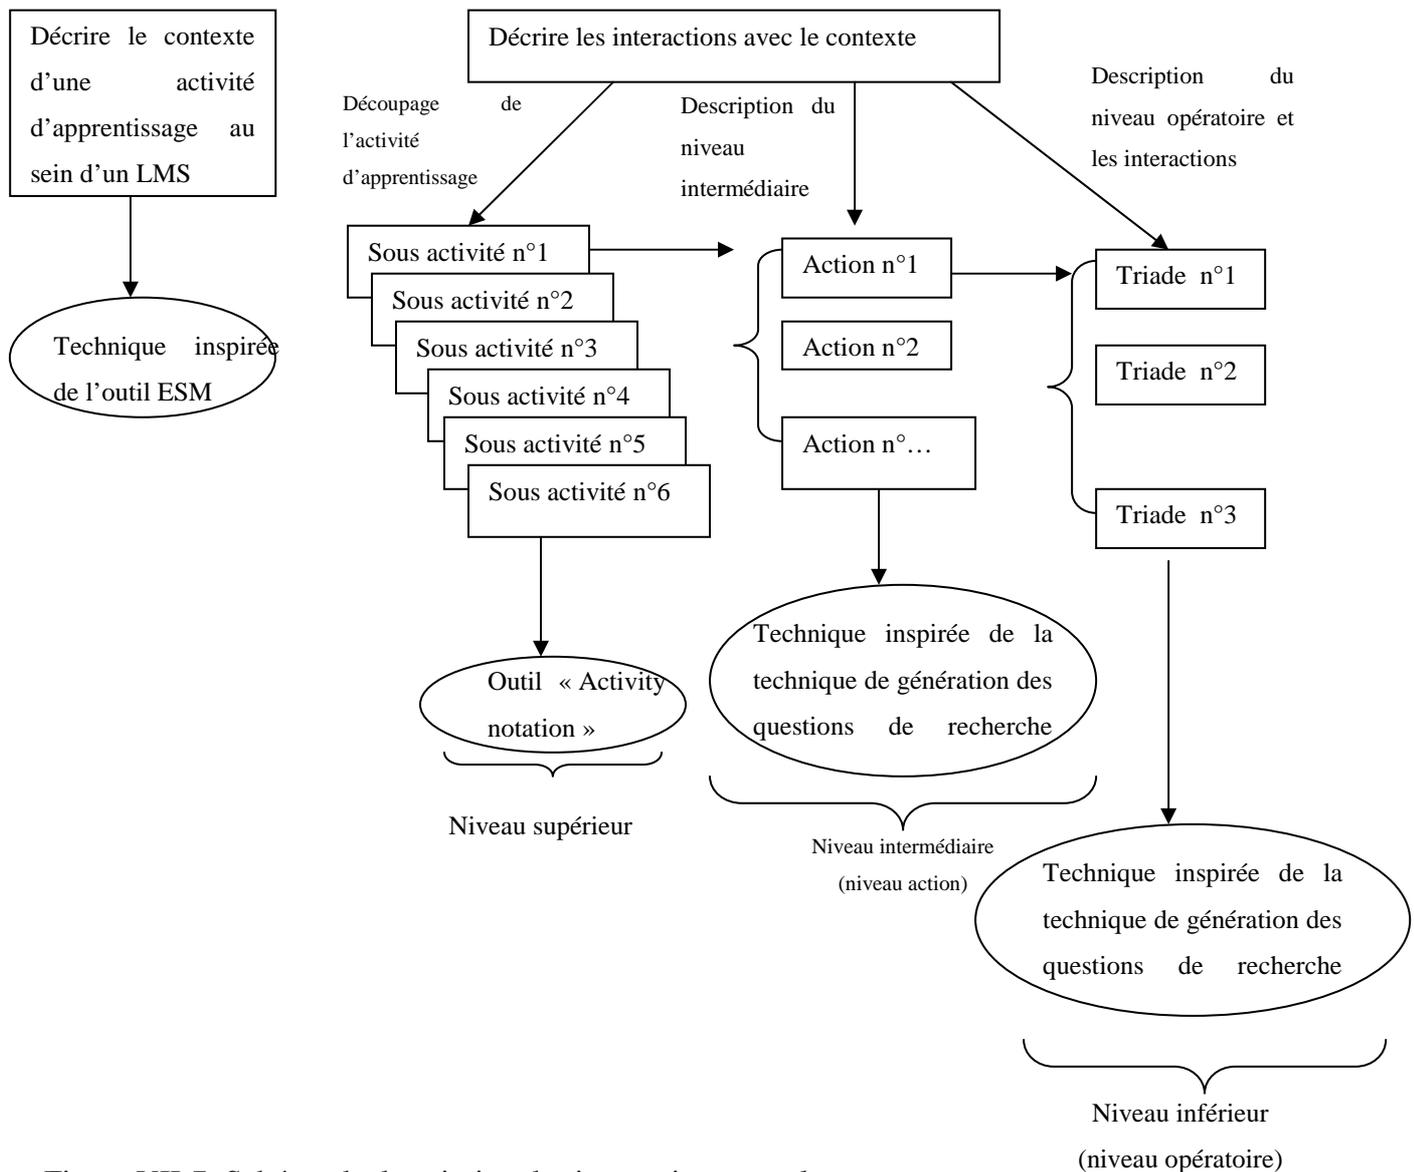 Décrire le contexte
d’une activité
d’apprentissage au
sein d’un LMS
Technique inspirée
de l’outil ESM
Décrire les interactions avec le contexte
Découpage de
l’activité
d’apprentissage
Description du
niveau
intermédiaire
Description du
niveau opératoire et
les interactions
Sous activité n°1
Sous activité n°2
Sous activité n°3
Sous activité n°4
Sous activité n°5
Sous activité n°6
Action n°1
Action n°2
Action n°…
Triade n°1
Triade n°2
Triade n°3
Outil « Activity
notation »
Niveau supérieur
Technique inspirée de la
technique de génération des
questions de recherche
Niveau intermédiaire
(niveau action)
Technique inspirée de la
technique de génération des
questions de recherche
Niveau inférieur
(niveau opératoire)